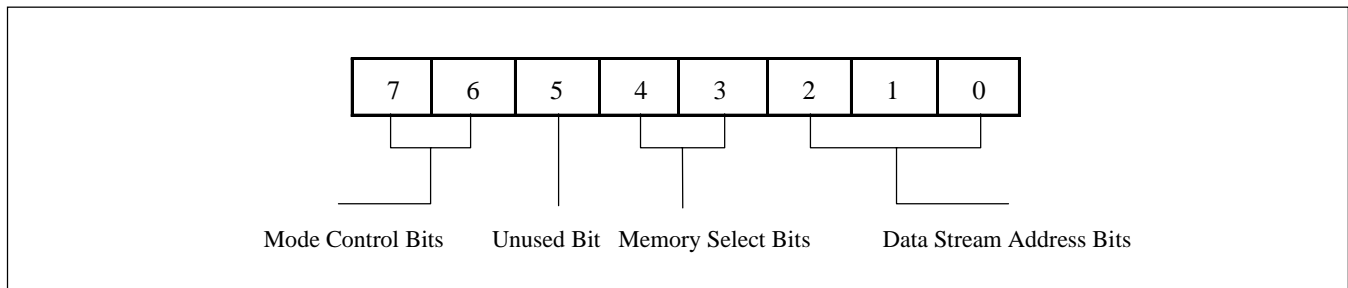 7 6 5 4 3 2 1 0
Mode Control Bits Unused Bit Memory Select Bits Data Stream Address Bits